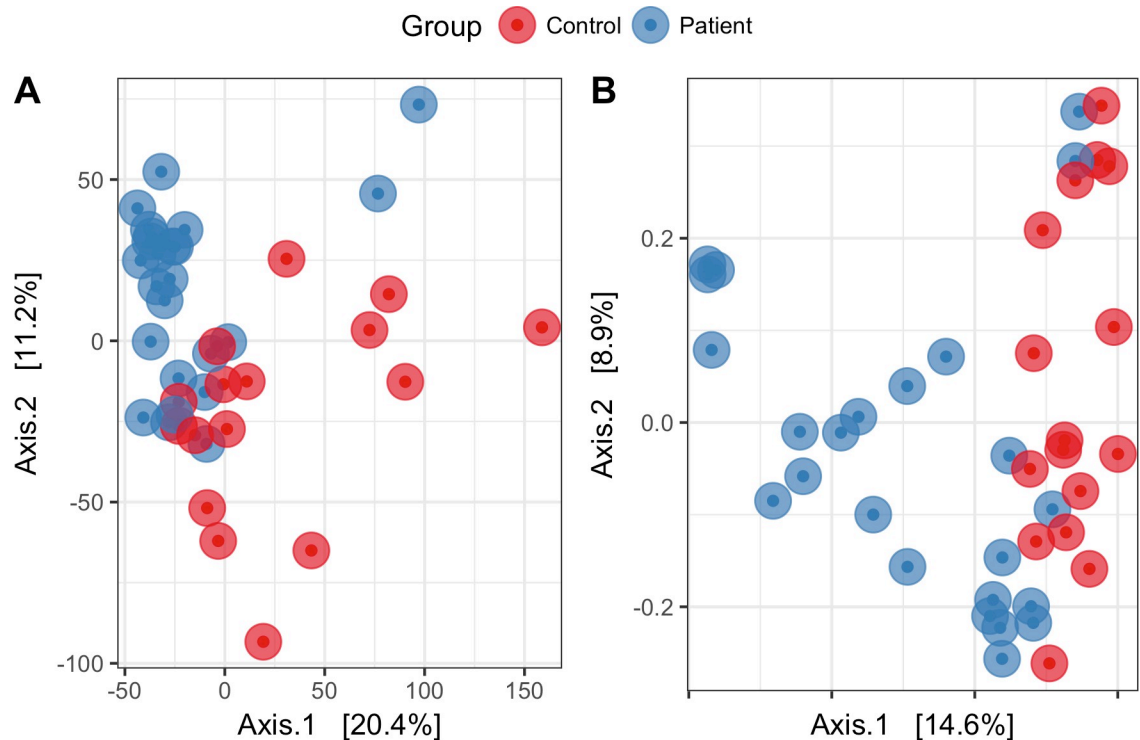 Group Control Patient
A
B
50
0
-50
-100
-50 0 50 100 150
Axis.2 [11.2%]
Axis.1 [20.4%]
0.2
0.0
-0.2
Axis.2 [8.9%]
Axis.1 [14.6%]